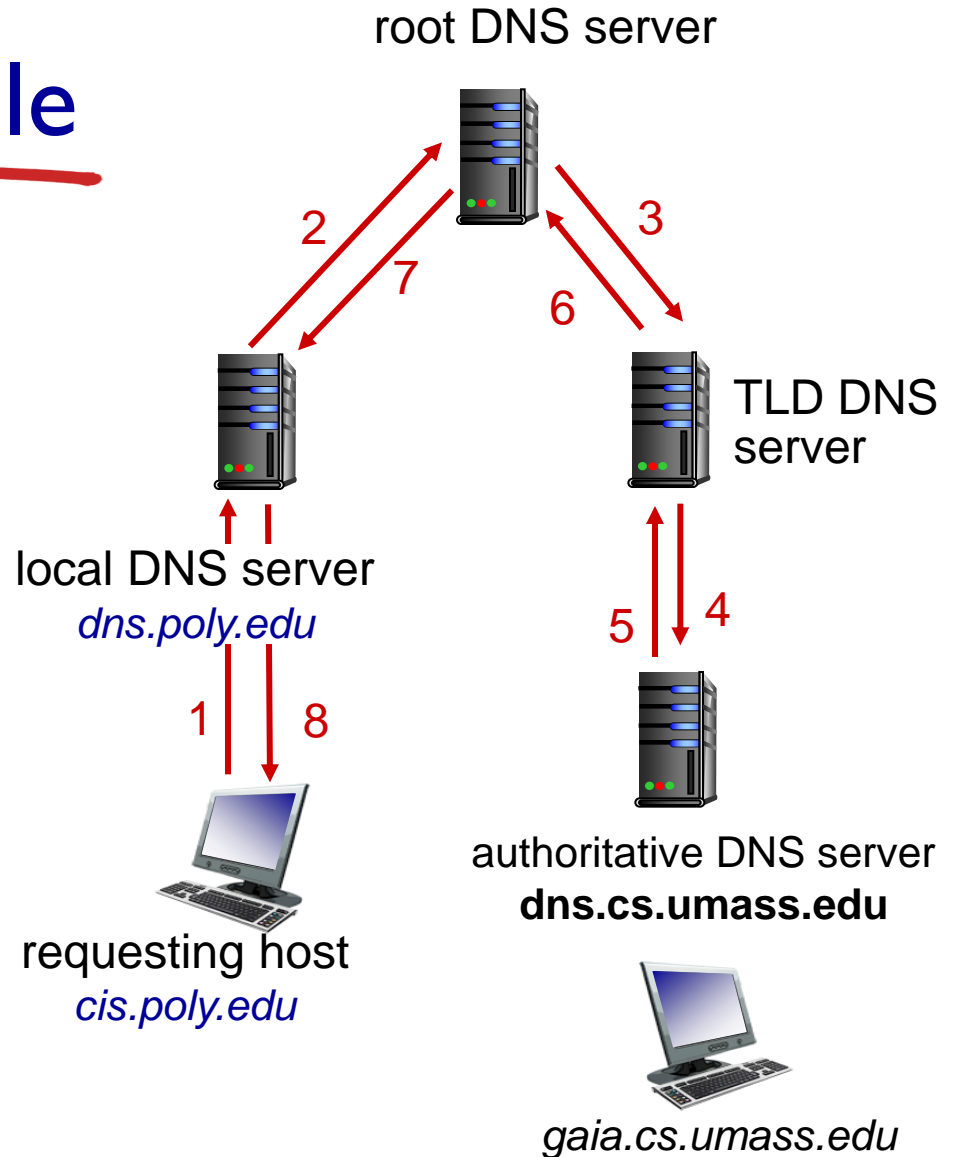 root DNS server
le
2
7
3
6
TLD DNS
server
local DNS server
dns.poly.edu
5
4
1
8
authoritative DNS server
dns.cs.umass.edu
requesting host
cis.poly.edu
gaia.cs.umass.edu